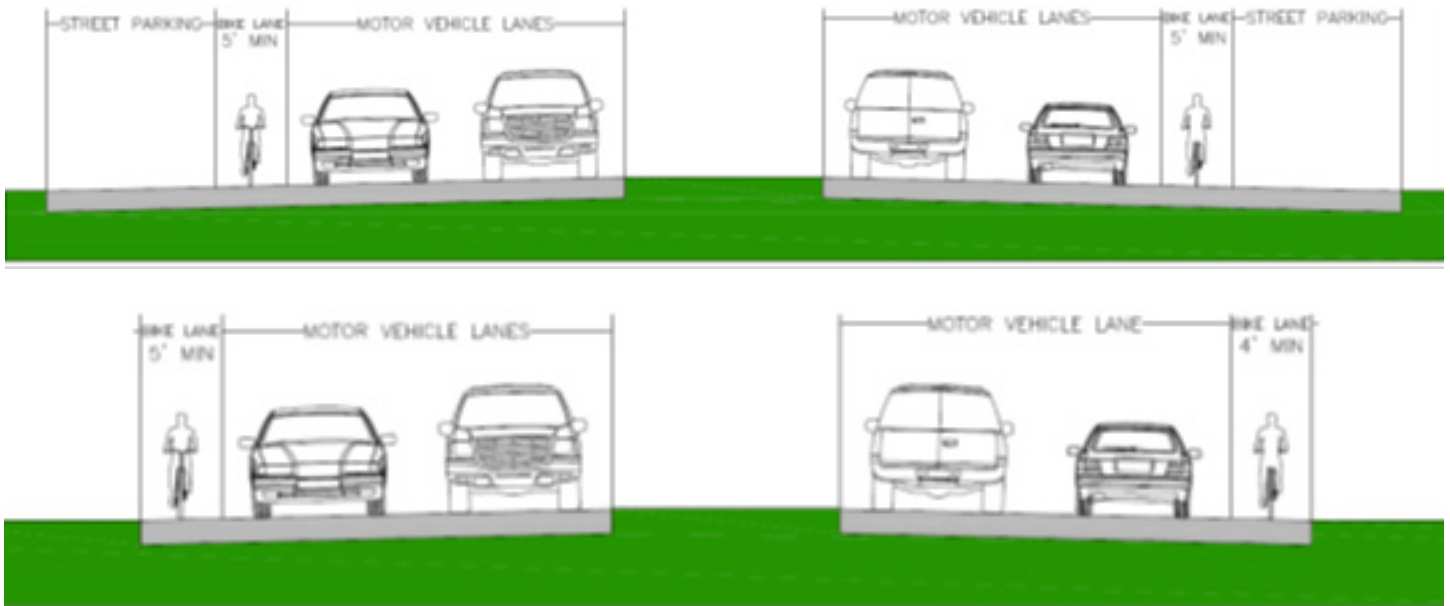 STREET PARKING BIKE LANE MOTOR VEHICLE LANES MOTOR VEHICLE LANES BIKE LANE STREET PARKING
5' MIN 5' MIN
BIKE LANE MOTOR VEHICLE LANES MOTOR VEHICLE LANE BIKE LANE
5' MIN 4' MIN